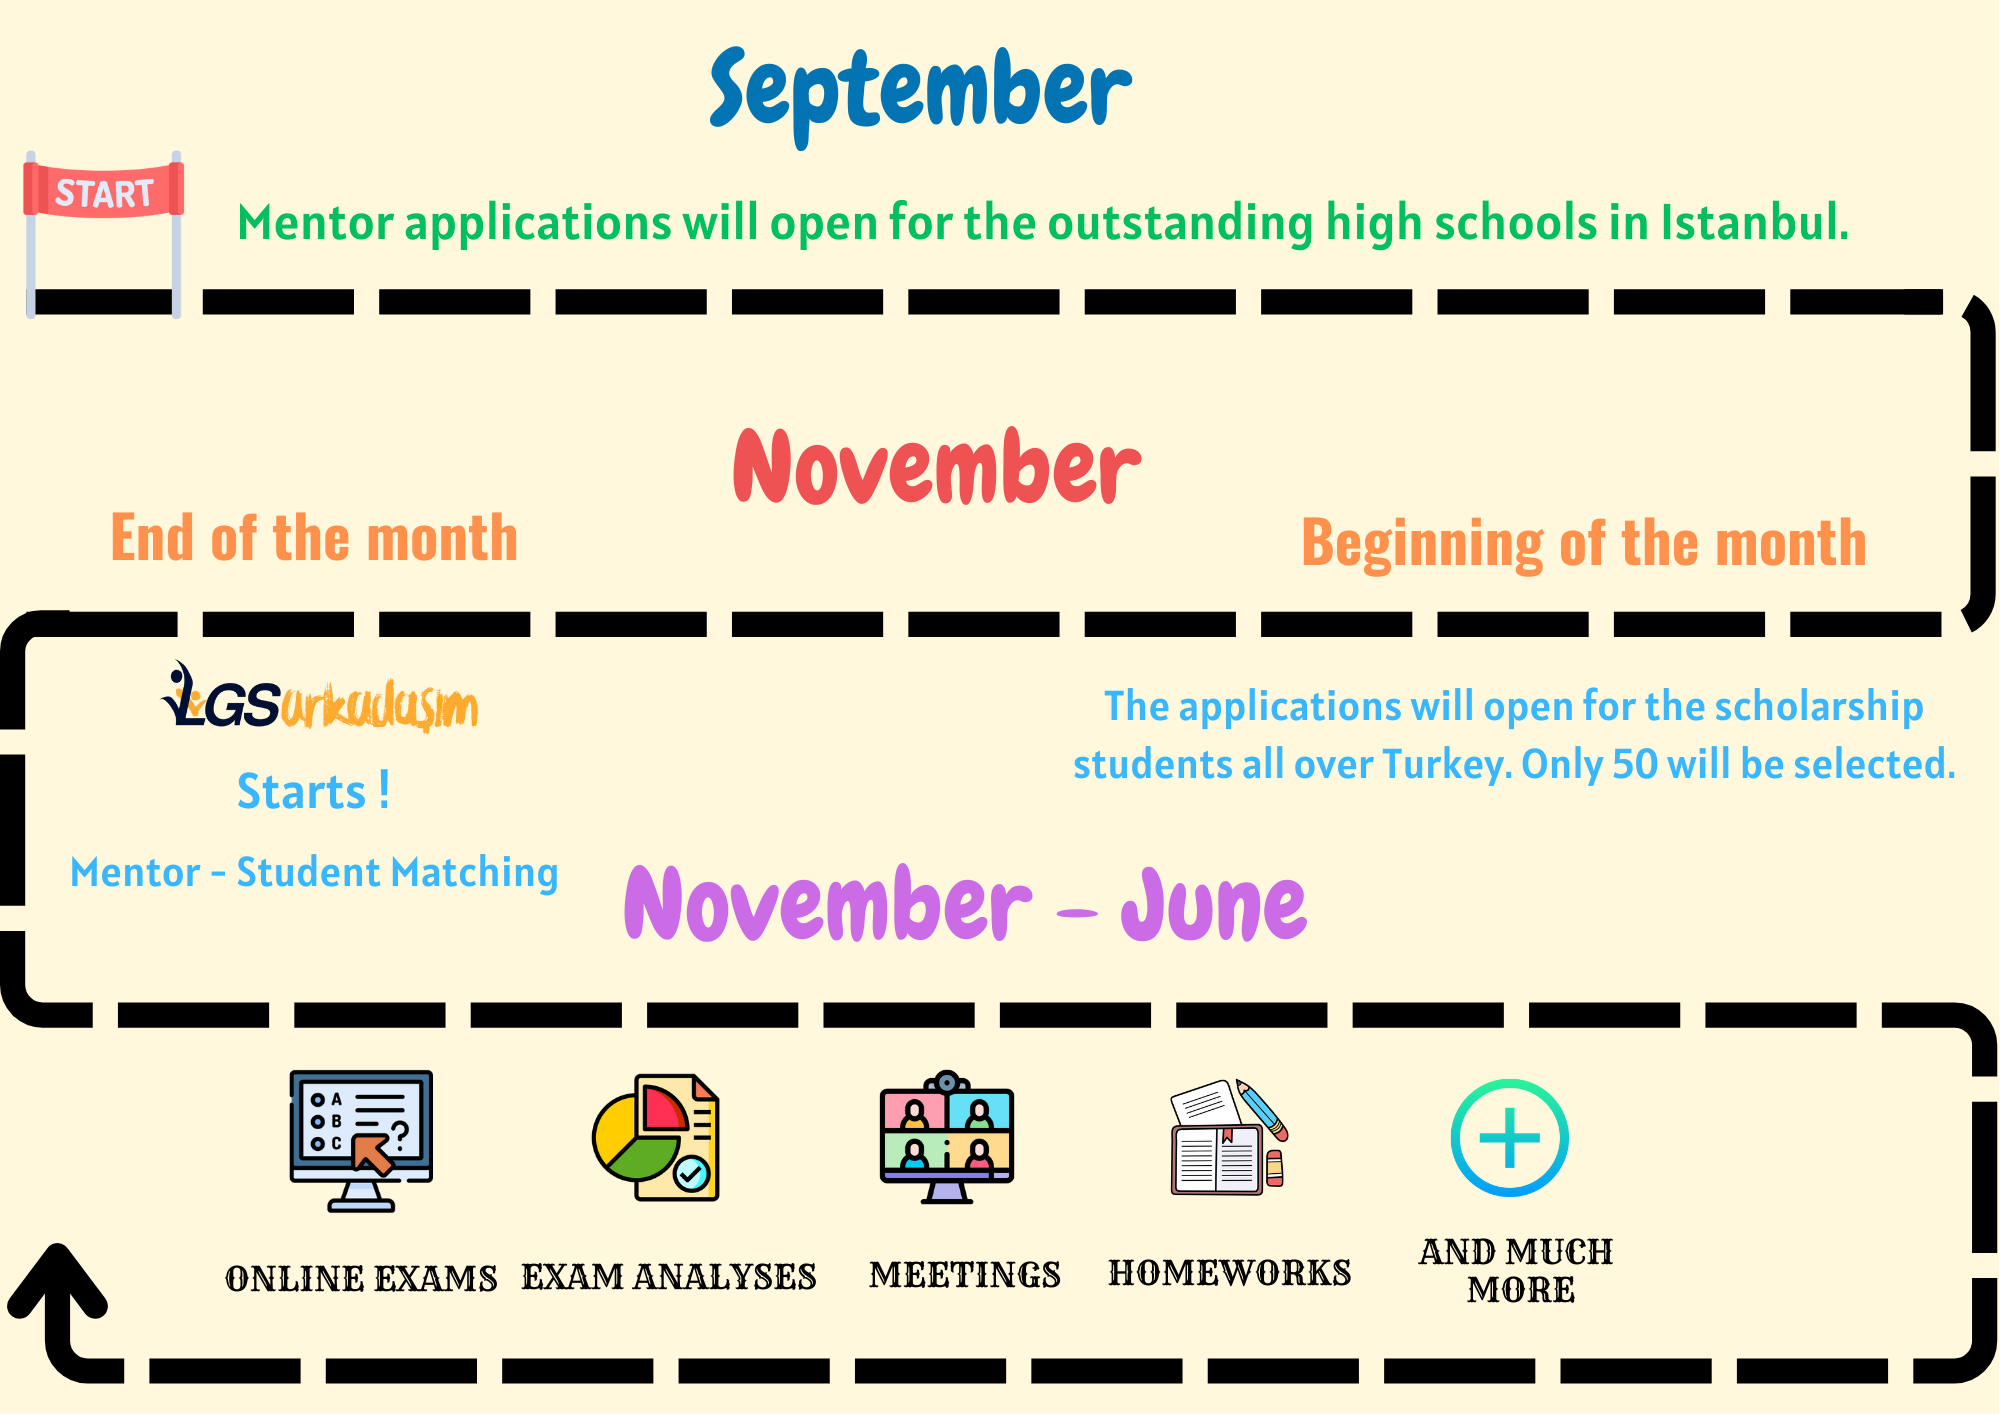 September
START
Mentor applications will open for the outstanding high schools in Istanbul.
November
End of the month
Beginning of the month
LGSarkadaşım
Starts !
Mentor - Student Matching
The applications will open for the scholarship
students all over Turkey. Only 50 will be selected.
November - June
A
B
C
?
ONLINE EXAMS
EXAM ANALYSES
MEETINGS
HOMEWORKS
AND MUCH
MORE